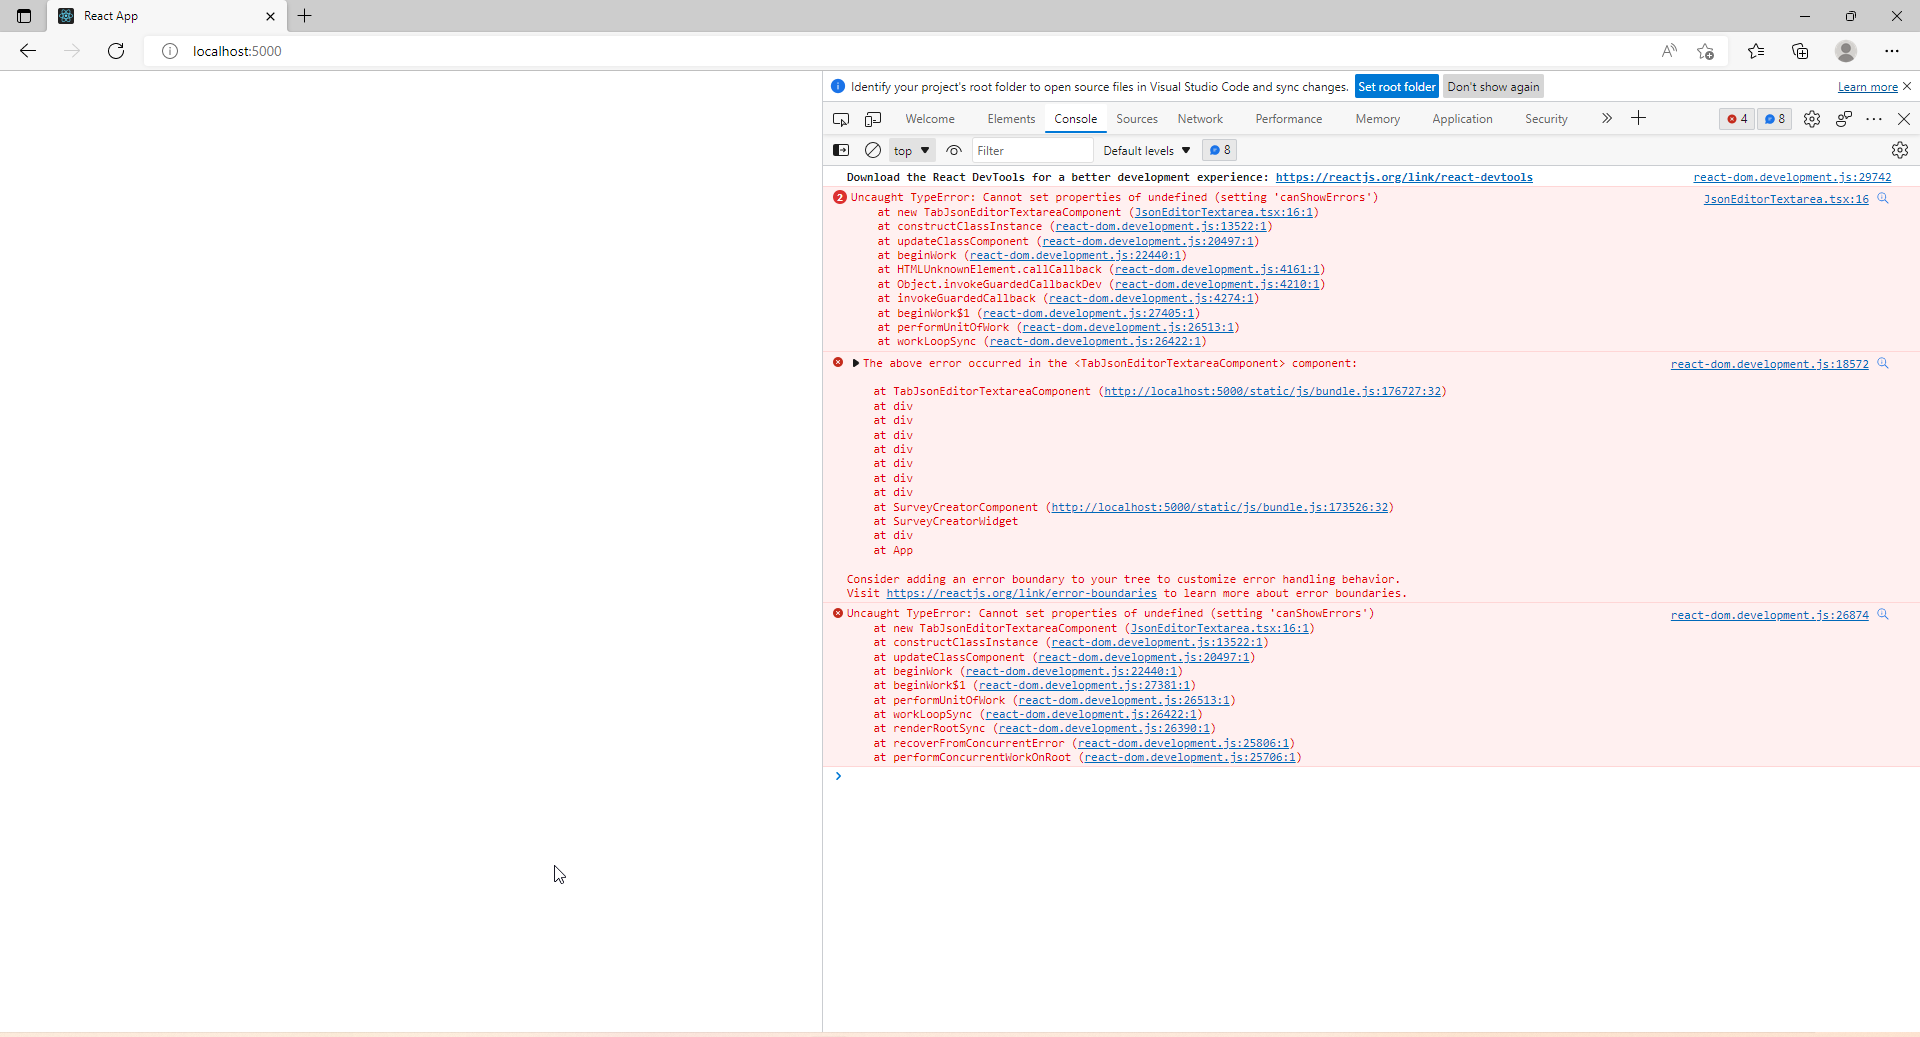 React App
localhost:5000
Identify your project's root folder to open source files in Visual Studio Code and sync changes. Set root folder Don't show again Learn more
Welcome Elements Console Sources Network Performance Memory Application Security 4 8
top Filter Default levels 8
Download the React DevTools for a better development experience: https://reactjs.org/link/react-devtools react-dom.development.js:29742
2 Uncaught TypeError: Cannot set properties of undefined (setting 'canShowErrors') JsonEditorTextarea.tsx:16
at new TabJsonEditorTextareaComponent (JsonEditorTextarea.tsx:16:1)
at constructClassInstance (react-dom.development.js:13522:1)
at updateClassComponent (react-dom.development.js:20497:1)
at beginWork (react-dom.development.js:22440:1)
at HTMLUnknownElement.callCallback (react-dom.development.js:4161:1)
at Object.invokeGuardedCallbackDev (react-dom.development.js:4210:1)
at invokeGuardedCallback (react-dom.development.js:4274:1)
at beginWork$1 (react-dom.development.js:27405:1)
at performUnitOfWork (react-dom.development.js:26513:1)
at workLoopSync (react-dom.development.js:26422:1)
The above error occurred in the <TabJsonEditorTextareaComponent> component: react-dom.development.js:18572
at TabJsonEditorTextareaComponent (http://localhost:5000/static/js/bundle.js:176727:32)
at div
at div
at div
at div
at div
at div
at div
at SurveyCreatorComponent (http://localhost:5000/static/js/bundle.js:173526:32)
at SurveyCreatorWidget
at div
at App
Consider adding an error boundary to your tree to customize error handling behavior.
Visit https://reactjs.org/link/error-boundaries to learn more about error boundaries.
Uncaught TypeError: Cannot set properties of undefined (setting 'canShowErrors') react-dom.development.js:26874
at new TabJsonEditorTextareaComponent (JsonEditorTextarea.tsx:16:1)
at constructClassInstance (react-dom.development.js:13522:1)
at updateClassComponent (react-dom.development.js:20497:1)
at beginWork (react-dom.development.js:22440:1)
at beginWork$1 (react-dom.development.js:27381:1)
at performUnitOfWork (react-dom.development.js:26513:1)
at workLoopSync (react-dom.development.js:26422:1)
at renderRootSync (react-dom.development.js:26390:1)
at recoverFromConcurrentError (react-dom.development.js:25806:1)
at performConcurrentWorkOnRoot (react-dom.development.js:25706:1)